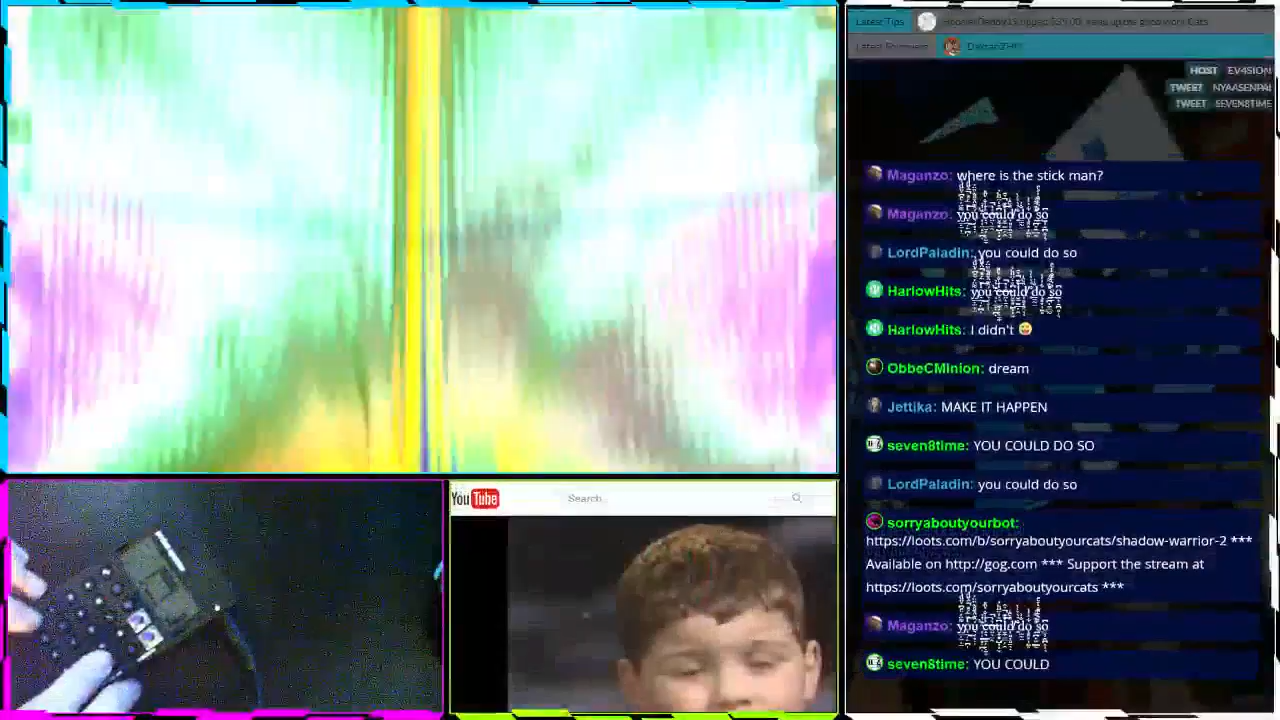 Latest Tips
HOST EV4SION
TWEET NYAASENPAI
TWEET SEVEN8TIME
Maganzo: where is the stick man?
Maganzo: you could do so
LordPaladin: you could do so
HarlowHits: you could do so
HarlowHits: I didn't 😜
ObbeCMinion: dream
Jettika: MAKE IT HAPPEN
seven8time: YOU COULD DO SO
LordPaladin: you could do so
sorryaboutyourbot:
https://loots.com/b/sorryaboutyourcats/shadow-warrior-2 ***
Available on http://gog.com *** Support the stream at
https://loots.com/sorryaboutyourcats ***
Maganzo: you could do so
seven8time: YOU COULD
YouTube
Search